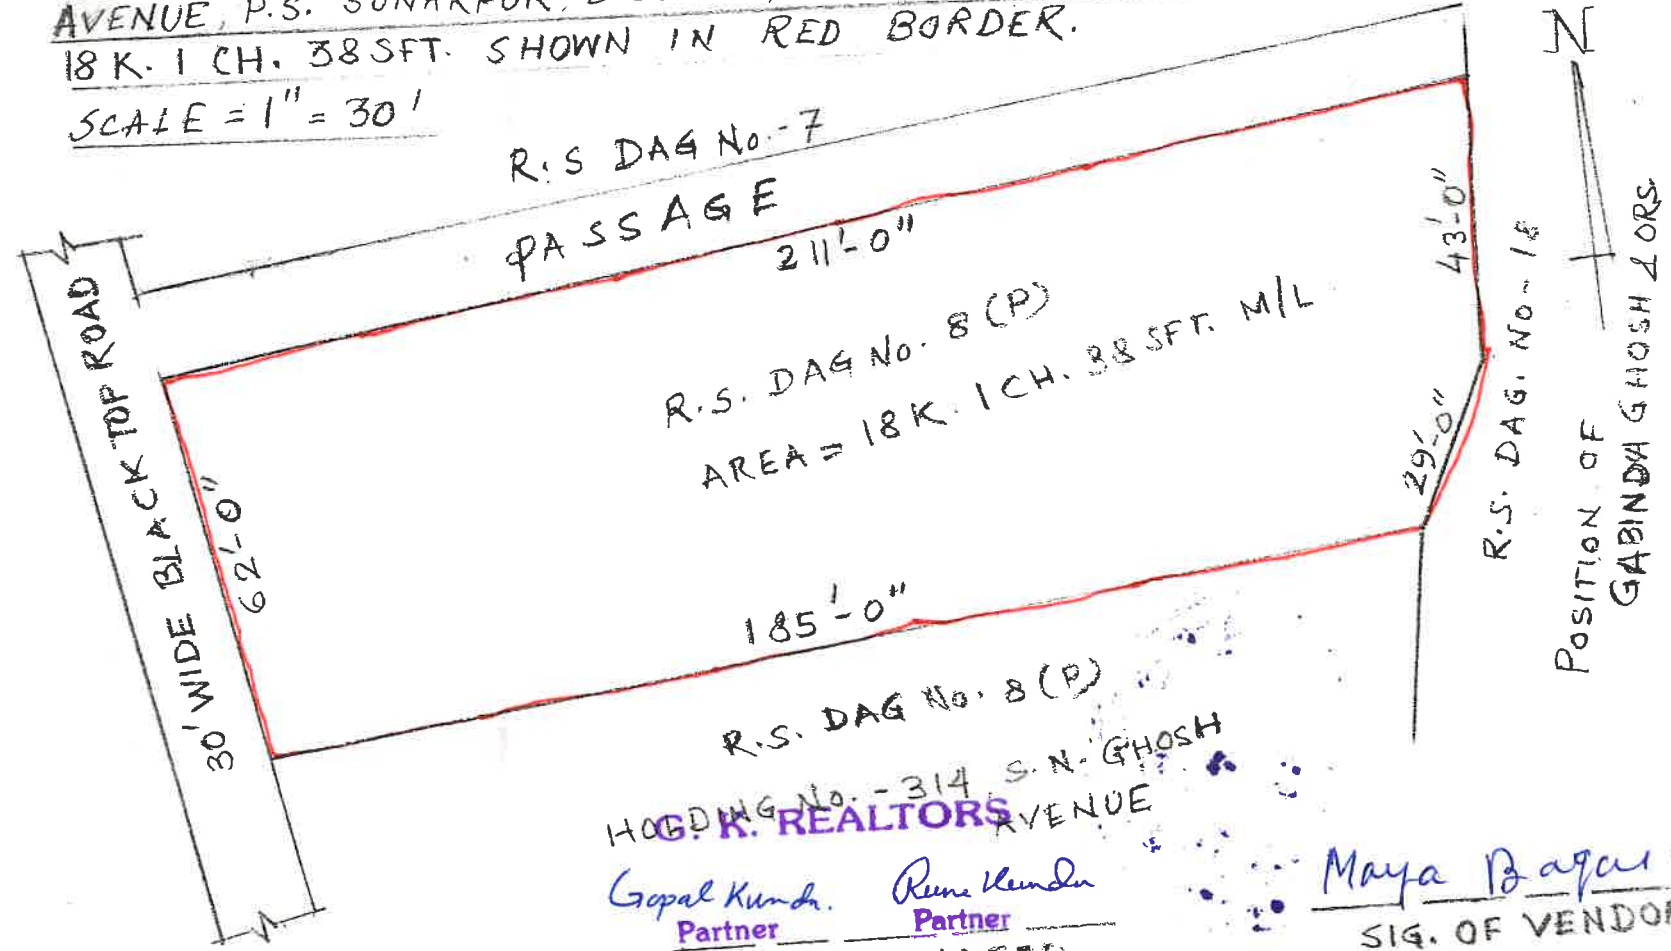 AVENUE, P.S. SONARPUR,
18 K. 1 CH. 38 SFT. SHOWN IN RED BORDER.
SCALE = 1" = 30'
N
R.S DAG No.-7
PASSAGE
211'-0"
43'-0"
R.S. DAG No. 8 (P)
AREA = 18 K. 1 CH. 38 SFT. M/L
30' WIDE BLACK TOP ROAD
62'-0"
29'-0"
R.S. DAG. No-18
POSITION OF
GABINDA GHOSH & ORS.
185'-0"
R.S. DAG No. 8 (P)
HOLDING No. - 314, S.N. GHOSH
AVENUE
G. K. REALTORS
Gopal Kundu.
Partner
Partner
Maya
SIG. OF VENDOR